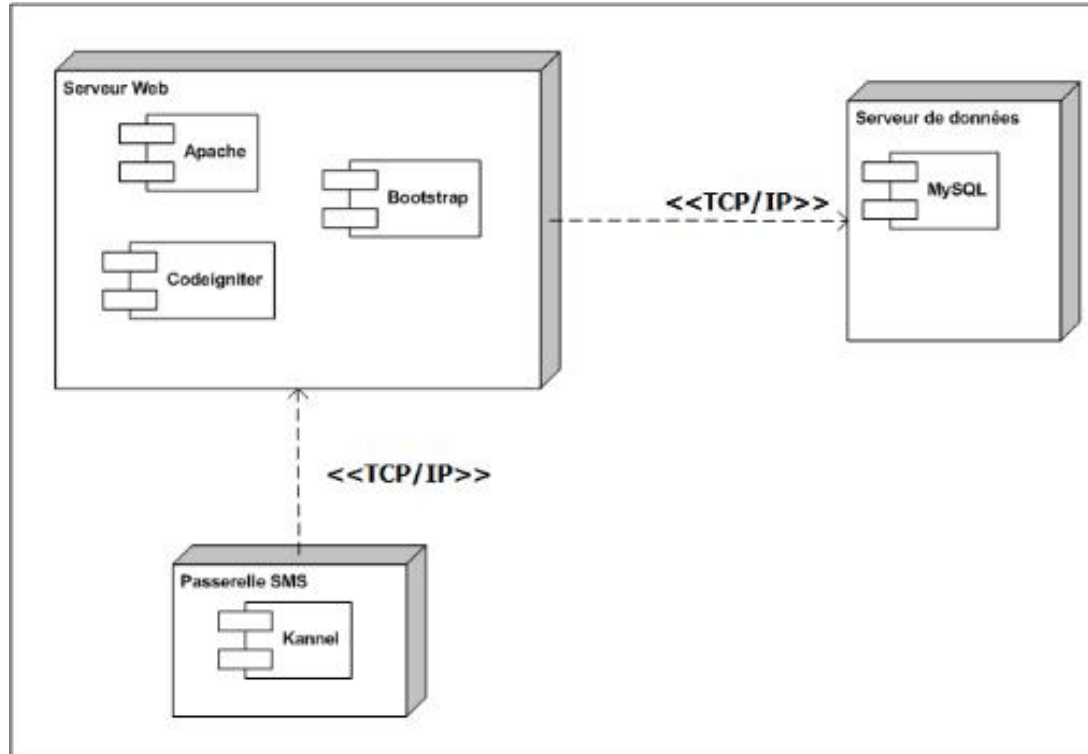 Serveur Web
Apache
Bootstrap
Codeigniter
<<TCP/IP>>
Serveur de données
MySQL
<<TCP/IP>>
Passerelle SMS
Kannel